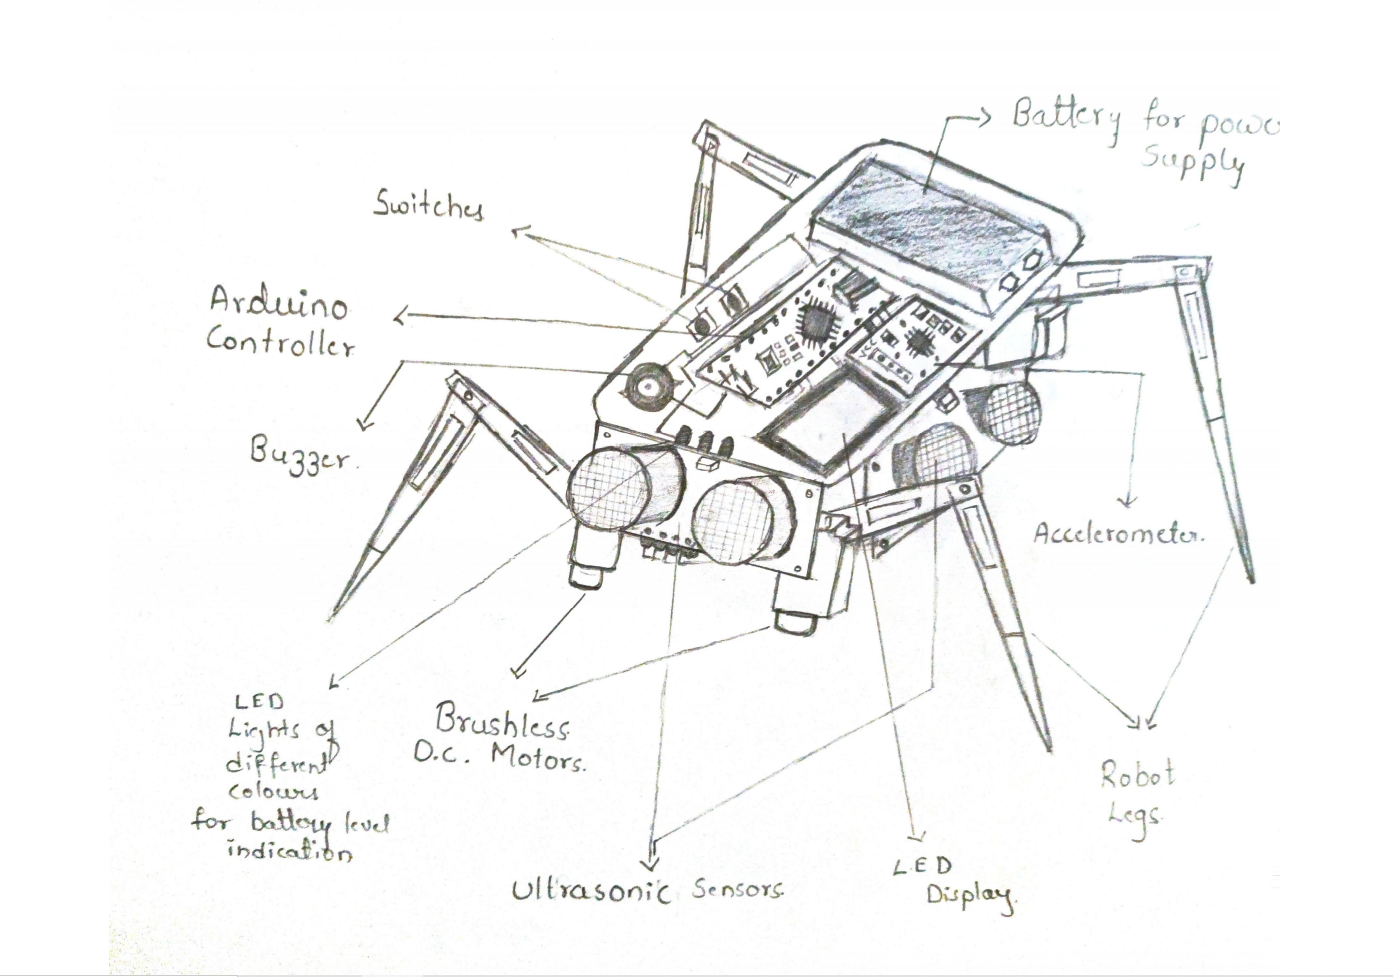 Battery for powe
Supply
Switches
Arduino
Controller
Buzzer.
Accelerometer.
LED
Lights of
different
colours
for battery level
indication
Brushless
D.C. Motors.
Robot
Legs.
Ultrasonic Sensors.
LED
Display.